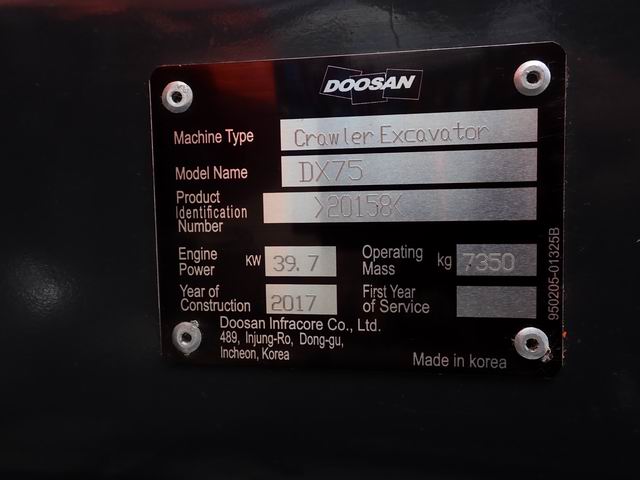 DOOSAN
Machine Type Crawler Excavator
Model Name DX75
Product
Identification >20158<
Number
Engine Power KW 39.7 Operating Mass kg 7350
Year of Construction 2017 First Year of Service
Doosan Infracore Co., Ltd.
489, Injung-Ro, Dong-gu,
Incheon, Korea
Made in korea
950205-01325B